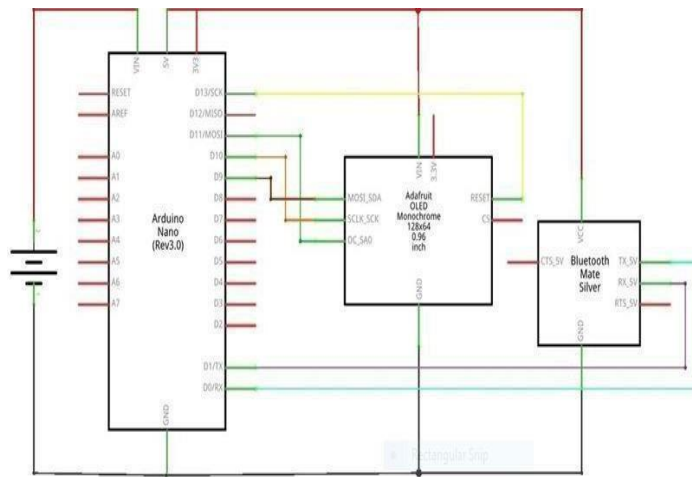 VIN
5V
3V3
RESET
AREF
A0
A1
A2
A3
A4
A5
A6
A7
Arduino
Nano
(Rev3.0)
D13/SCK
D12/MISO
D11/MOSI
D10
D9
D8
D7
D6
D5
D4
D3
D2
D1/TX
D0/RX
GND
VIN
3.3V
MOSI_SDA
SCLK_SCK
DC_SA0
Adafruit
OLED
Monochrome
128x64
0.96
inch
RESET
CS
GND
VCC
CTS_5V
Bluetooth
Mate
Silver
TX_5V
RX_5V
RTS_5V
GND
Rectangular Snip